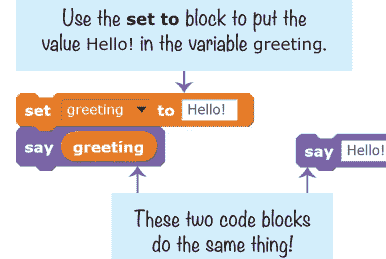 Use the set to block to put the
value Hello! in the variable greeting.
set greeting to Hello!
say greeting
say Hello!
These two code blocks
do the same thing!